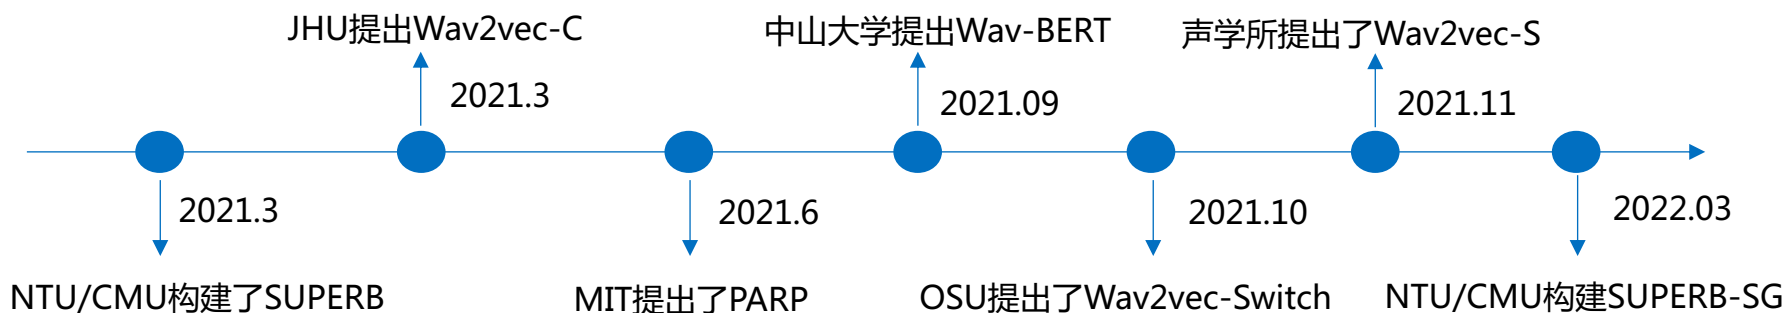 JHU提出Wav2vec-C
中山大学提出Wav-BERT
声学所提出了Wav2vec-S
2021.3
2021.09
2021.11
2021.3
2021.6
2021.10
2022.03
NTU/CMU构建了SUPERB
MIT提出了PARP
OSU提出了Wav2vec-Switch
NTU/CMU构建SUPERB-SG